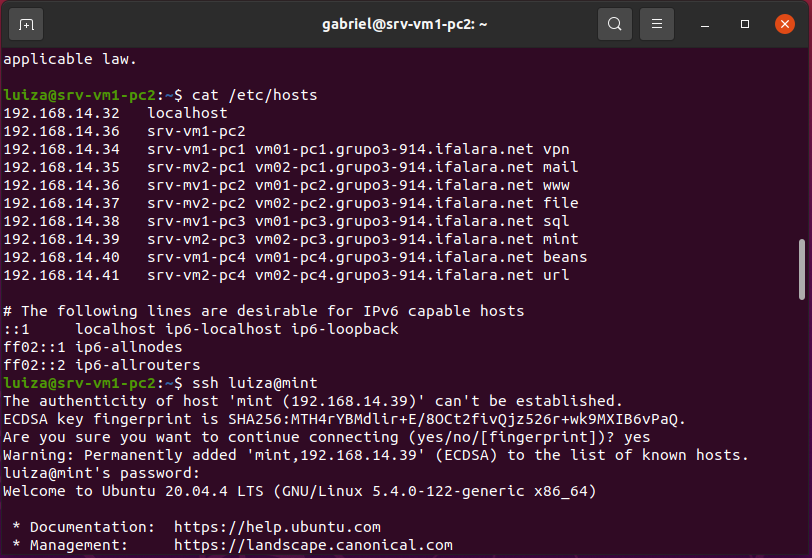 gabriel@srv-vm1-pc2: ~
applicable law.
luiza@srv-vm1-pc2:~$ cat /etc/hosts
192.168.14.32   localhost
192.168.14.36   srv-vm1-pc2
192.168.14.34   srv-vm1-pc1 vm01-pc1.grupo3-914.ifalara.net vpn
192.168.14.35   srv-mv2-pc1 vm02-pc1.grupo3-914.ifalara.net mail
192.168.14.36   srv-mv1-pc2 vm01-pc2.grupo3-914.ifalara.net www
192.168.14.37   srv-mv2-pc2 vm02-pc2.grupo3-914.ifalara.net file
192.168.14.38   srv-mv1-pc3 vm01-pc3.grupo3-914.ifalara.net sql
192.168.14.39   srv-vm2-pc3 vm02-pc3.grupo3-914.ifalara.net mint
192.168.14.40   srv-vm1-pc4 vm01-pc4.grupo3-914.ifalara.net beans
192.168.14.41   srv-vm2-pc4 vm02-pc4.grupo3-914.ifalara.net url
# The following lines are desirable for IPv6 capable hosts
::1     localhost ip6-localhost ip6-loopback
ff02::1 ip6-allnodes
ff02::2 ip6-allrouters
luiza@srv-vm1-pc2:~$ ssh luiza@mint
The authenticity of host 'mint (192.168.14.39)' can't be established.
ECDSA key fingerprint is SHA256:MTH4rYBMdlir+E/8OCt2fivQjz526r+wk9MXIB6vPaQ.
Are you sure you want to continue connecting (yes/no/[fingerprint])? yes
Warning: Permanently added 'mint,192.168.14.39' (ECDSA) to the list of known hosts.
luiza@mint's password:
Welcome to Ubuntu 20.04.4 LTS (GNU/Linux 5.4.0-122-generic x86_64)
 * Documentation:  https://help.ubuntu.com
 * Management:     https://landscape.canonical.com